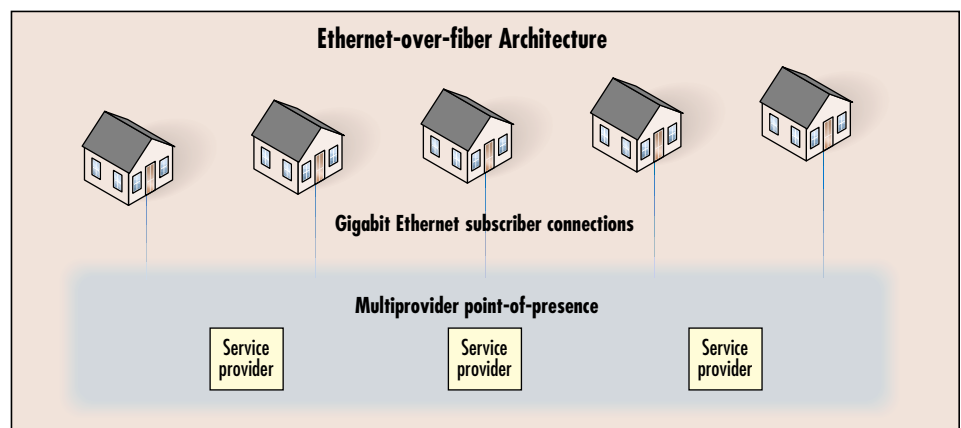 Ethernet-over-fiber Architecture
Gigabit Ethernet subscriber connections
Multiprovider point-of-presence
Service
provider
Service
provider
Service
provider